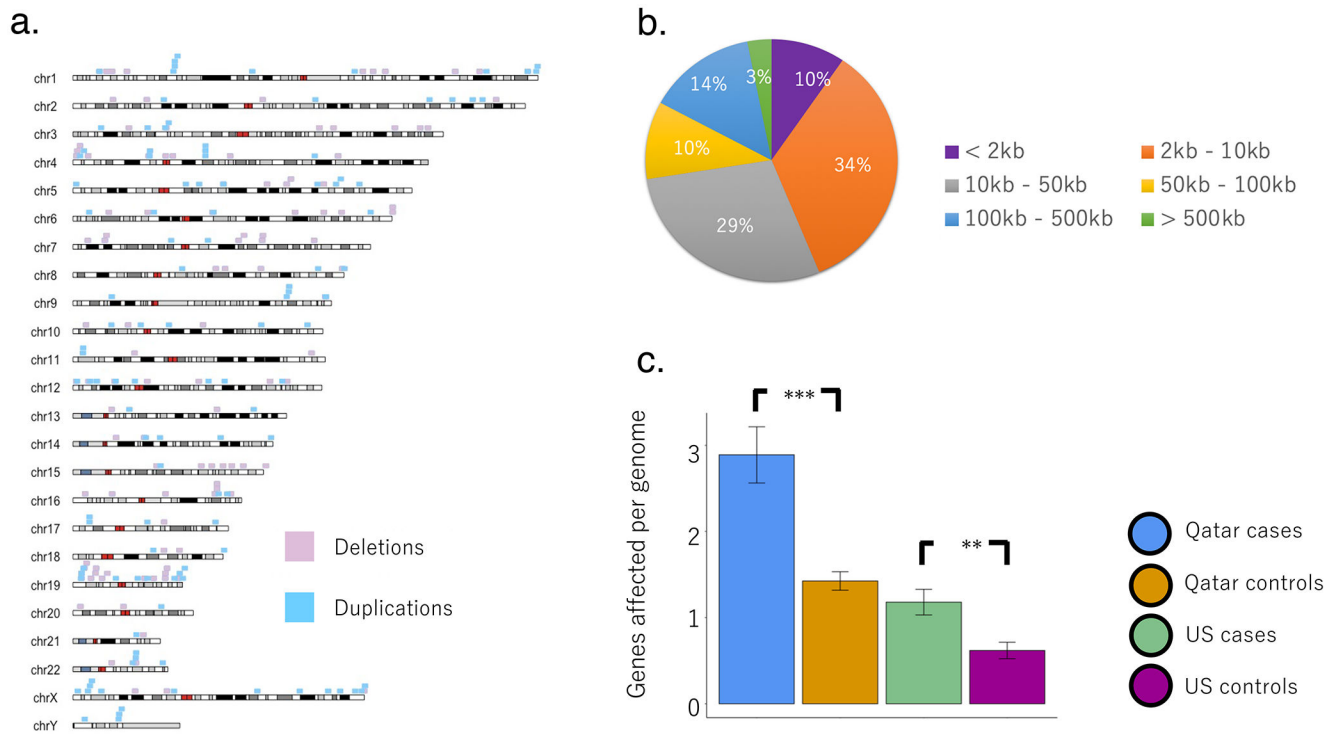 a.
chr1
chr2
chr3
chr4
chr5
chr6
chr7
chr8
chr9
chr10
chr11
chr12
chr13
chr14
chr15
chr16
chr17
chr18
chr19
chr20
chr21
chr22
chrX
chrY
Deletions
Duplications
b.
10%
34%
29%
10%
14%
3%
< 2kb
2kb - 10kb
10kb - 50kb
50kb - 100kb
100kb - 500kb
> 500kb
c.
Genes affected per genome
3
2
1
0
***
**
Qatar cases
Qatar controls
US cases
US controls